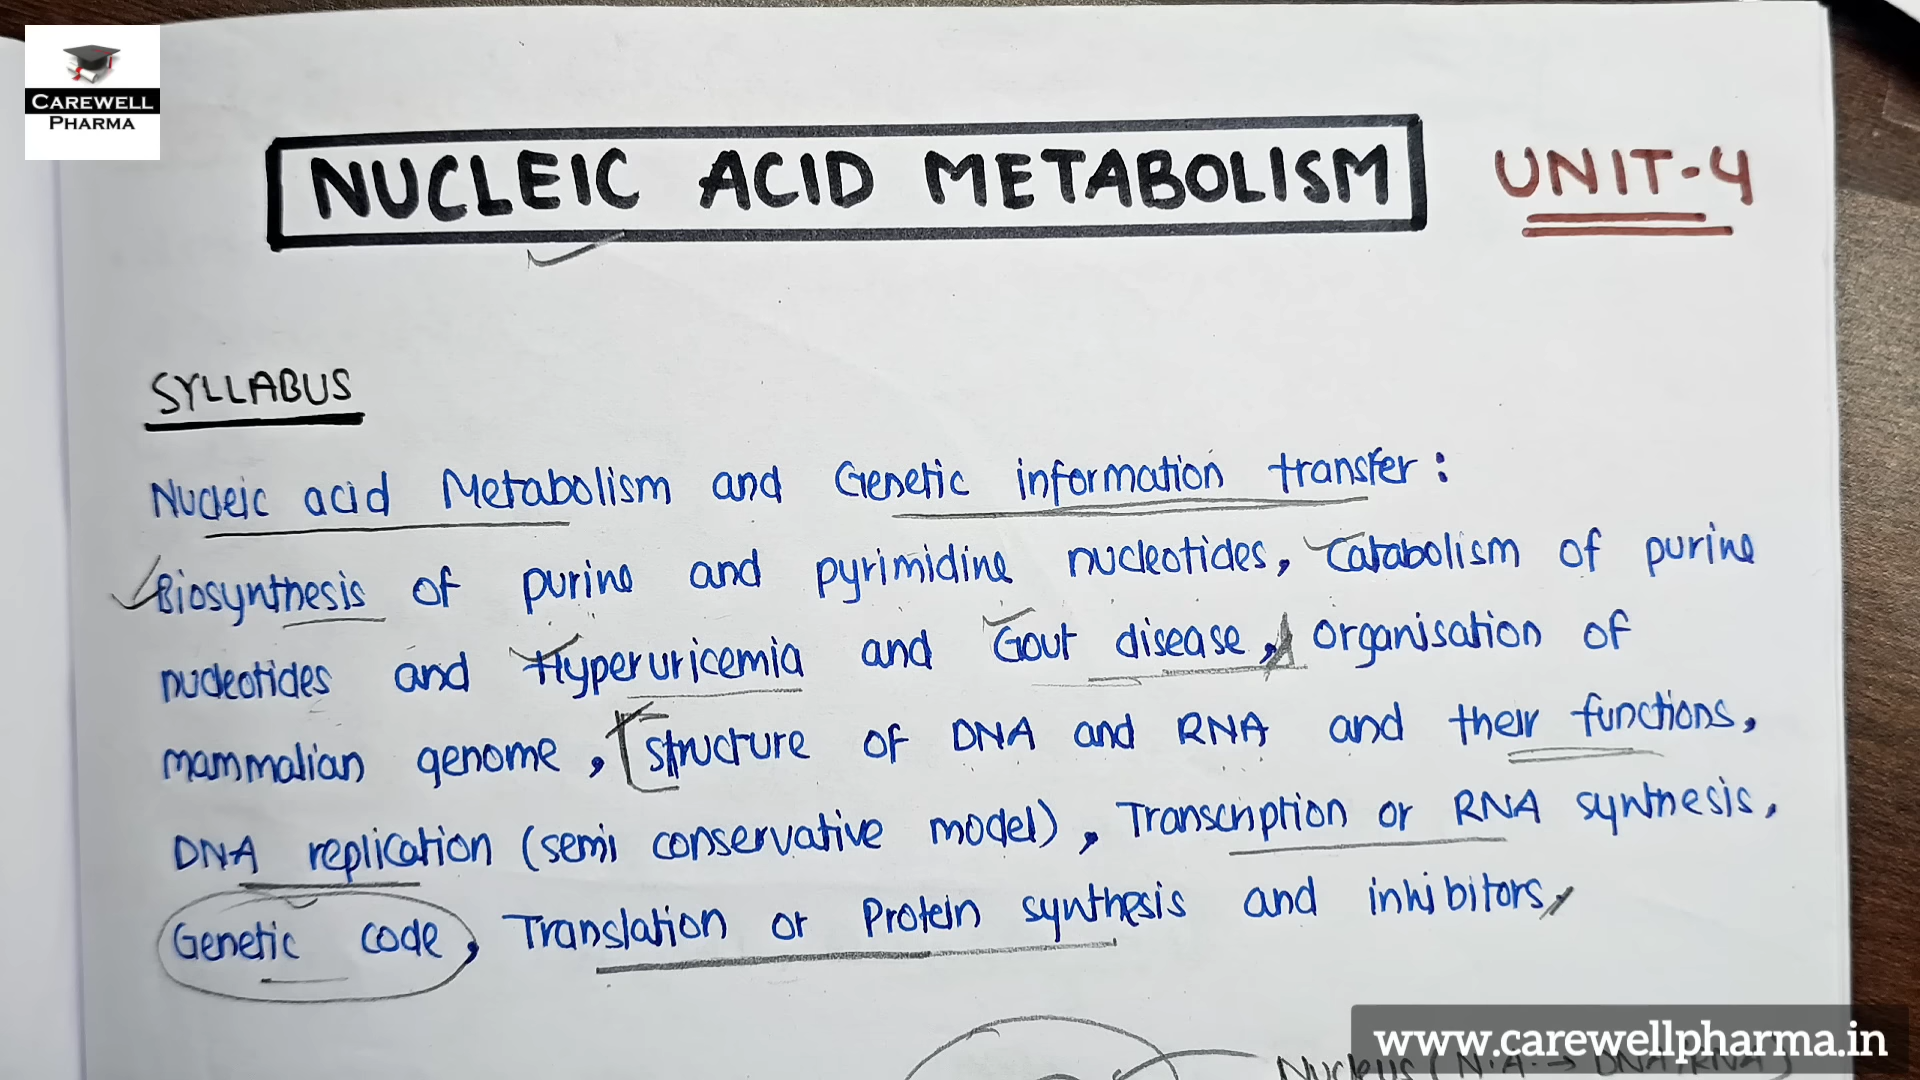 CAREWELL
PHARMA
NUCLEIC ACID METABOLISM
UNIT-4
SYLLABUS
Nucleic acid Metabolism and Genetic information transfer:
Biosynthesis of purine and pyrimidine nucleotides, Catabolism of purine
nucleotides and Hyperuricemia and Gout disease, Organisation of
mammalian genome, structure of DNA and RNA and their functions,
DNA replication (semi conservative model), Transcription or RNA synthesis,
Genetic code, Translation or Protein synthesis and inhibitors,
Nucleus (N.A. → DNA/RNA)
www.carewellpharma.in